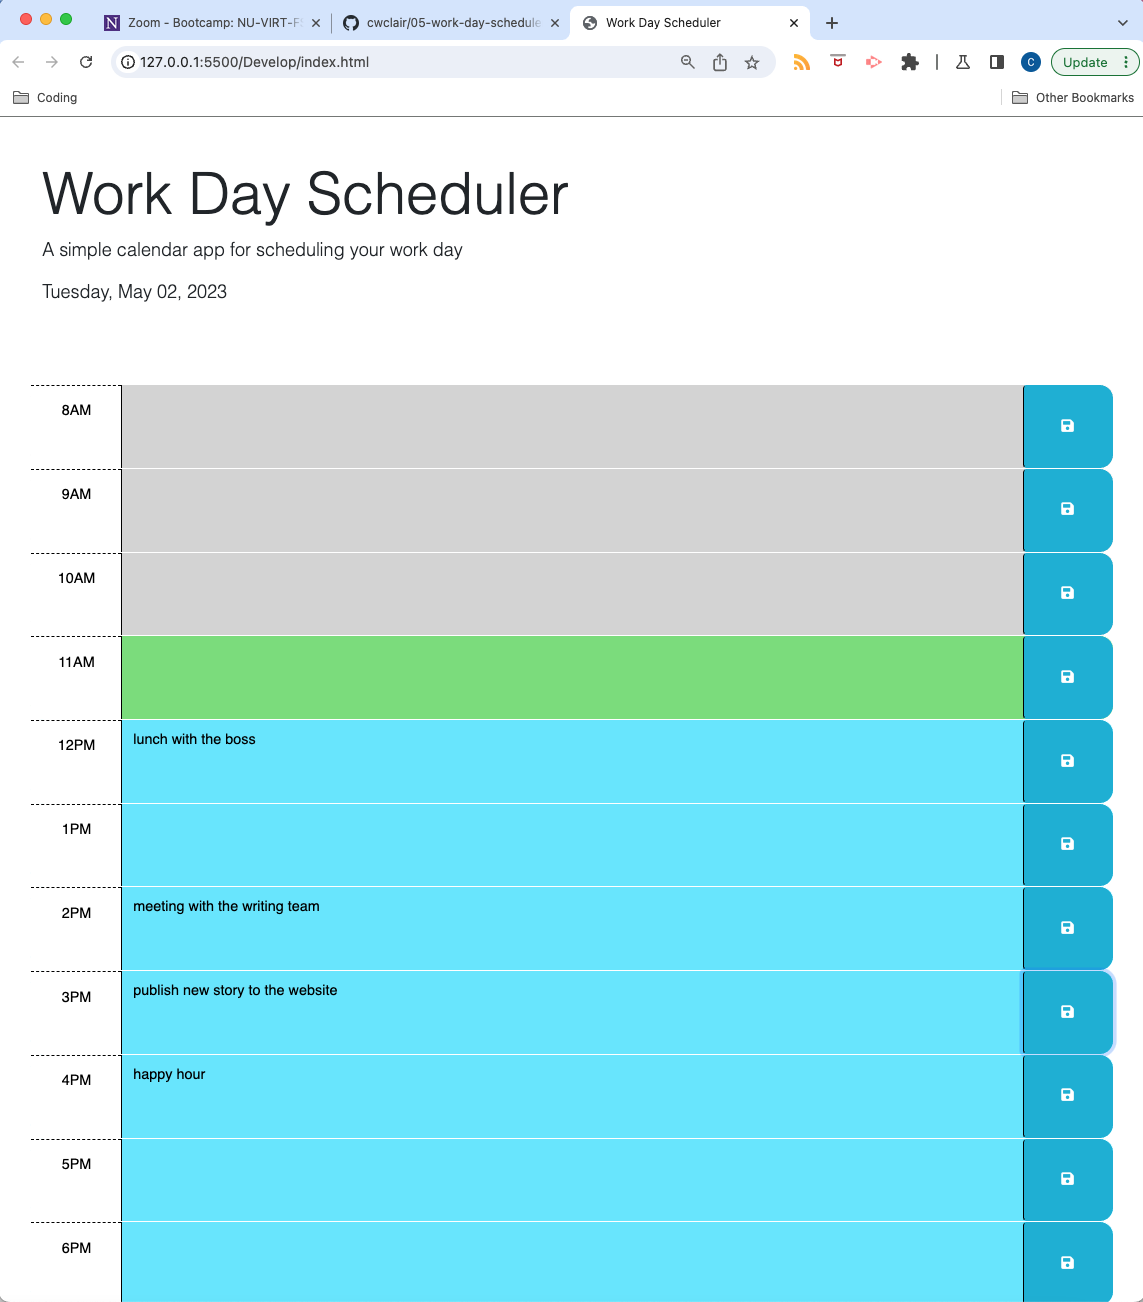 N Zoom - Bootcamp: NU-VIRT-FS
cwclair/05-work-day-schedule
Work Day Scheduler
127.0.0.1:5500/Develop/index.html
C
Update
Coding
Other Bookmarks
Work Day Scheduler
A simple calendar app for scheduling your work day
Tuesday, May 02, 2023
8AM
9AM
10AM
11AM
12PM lunch with the boss
1PM
2PM meeting with the writing team
3PM publish new story to the website
4PM happy hour
5PM
6PM